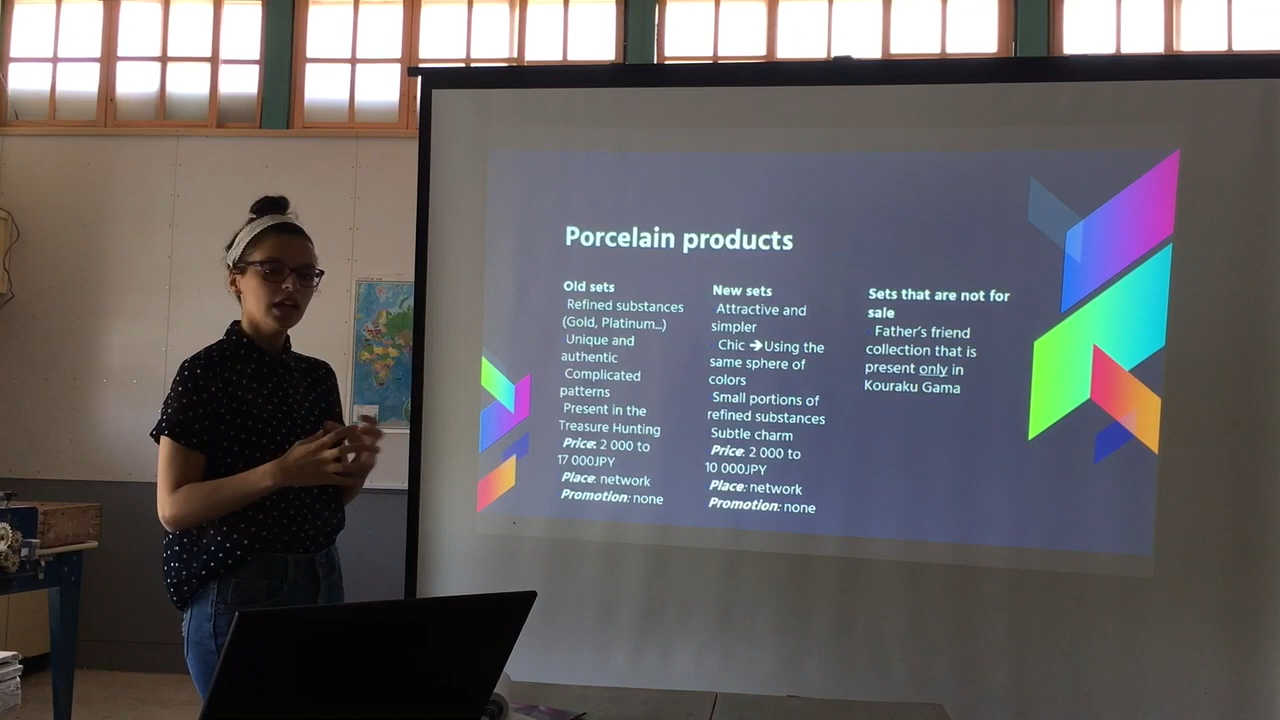 Porcelain products
Old sets
Refined substances
(Gold, Platinum...)
Unique and
authentic
Complicated
patterns
Present in the
Treasure Hunting
Price: 2 000 to
17 000JPY
Place: network
Promotion: none
New sets
Attractive and
simpler
Chic ➔Using the
same sphere of
colors
Small portions of
refined substances
Subtle charm
Price: 2 000 to
10 000JPY
Place: network
Promotion: none
Sets that are not for
sale
Father's friend
collection that is
present only in
Kouraku Gama